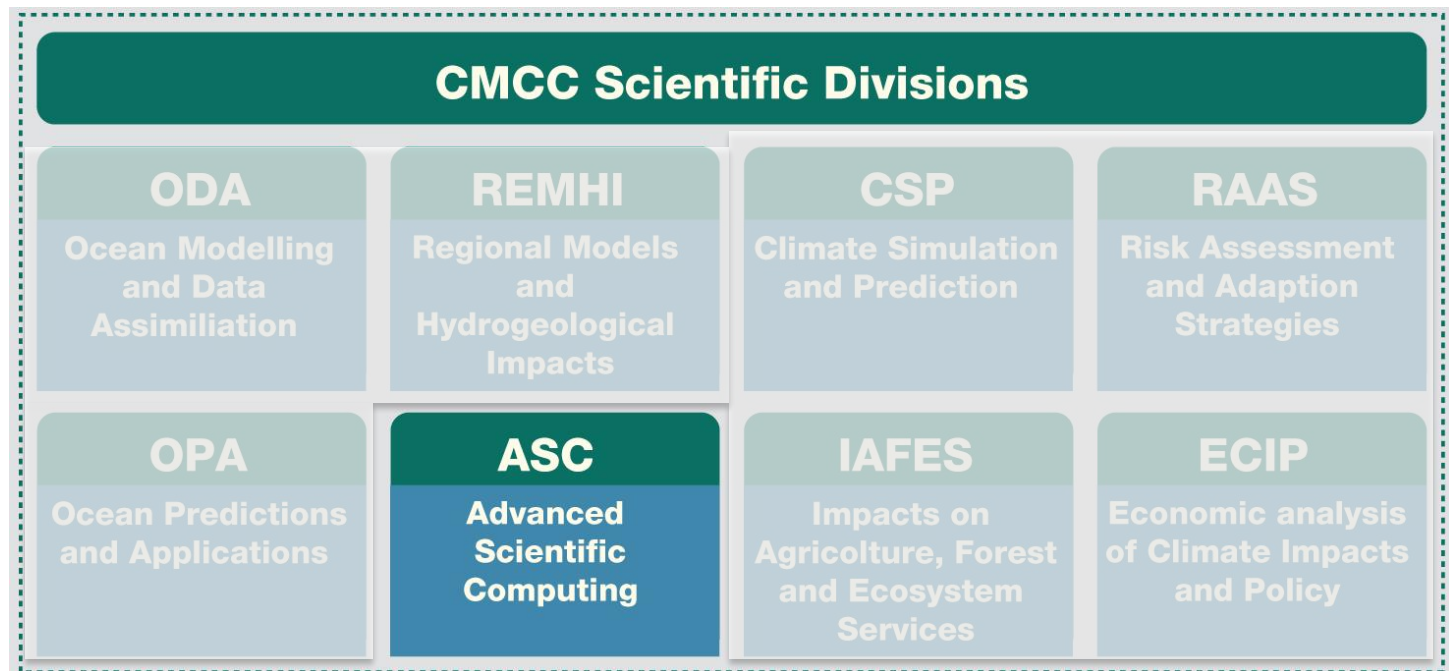 CMCC Scientific Divisions
ODA
Ocean Modelling
and Data
Assimiliation
REMHI
Regional Models
and
Hydrogeological
Impacts
CSP
Climate Simulation
and Prediction
RAAS
Risk Assessment
and Adaption
Strategies
OPA
Ocean Predictions
and Applications
ASC
Advanced
Scientific
Computing
IAFES
Impacts on
Agricolture, Forest
and Ecosystem
Services
ECIP
Economic analysis
of Climate Impacts
and Policy